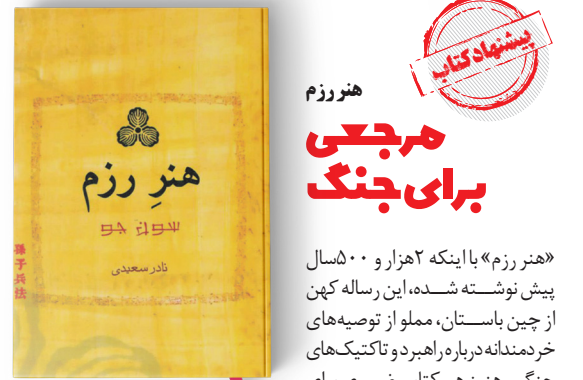 پیشنهاد کتاب
هنر رزم
مرجعی
برای جنگ
«هنر رزم» با اینکه ۲هزار و ۵۰۰سال
پیش نوشته شده، این رساله کهن
از چین باستان، مملو از توصیه‌های
خردمندانه درباره راهبرد و تاکتیک‌های
هنرِ رزم
سون جو
نادر سعیدی
孫子兵法